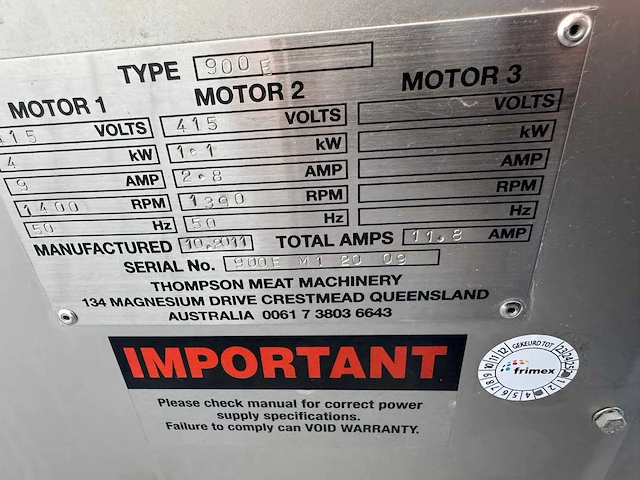 TYPE 900 E
MOTOR 1 MOTOR 2 MOTOR 3
415 VOLTS 415 VOLTS VOLTS
4 kW 1.1 kW kW
9 AMP 2.8 AMP AMP
1400 RPM 1390 RPM RPM
50 Hz 50 Hz Hz
MANUFACTURED 10.2011 TOTAL AMPS 11.8 AMP
SERIAL No. 900E M1 20 09
THOMPSON MEAT MACHINERY
134 MAGNESIUM DRIVE CRESTMEAD QUEENSLAND
AUSTRALIA 0061 7 3803 6643
IMPORTANT
Please check manual for correct power
supply specifications.
Failure to comply can VOID WARRANTY.
GEKEURD TOT
frimex